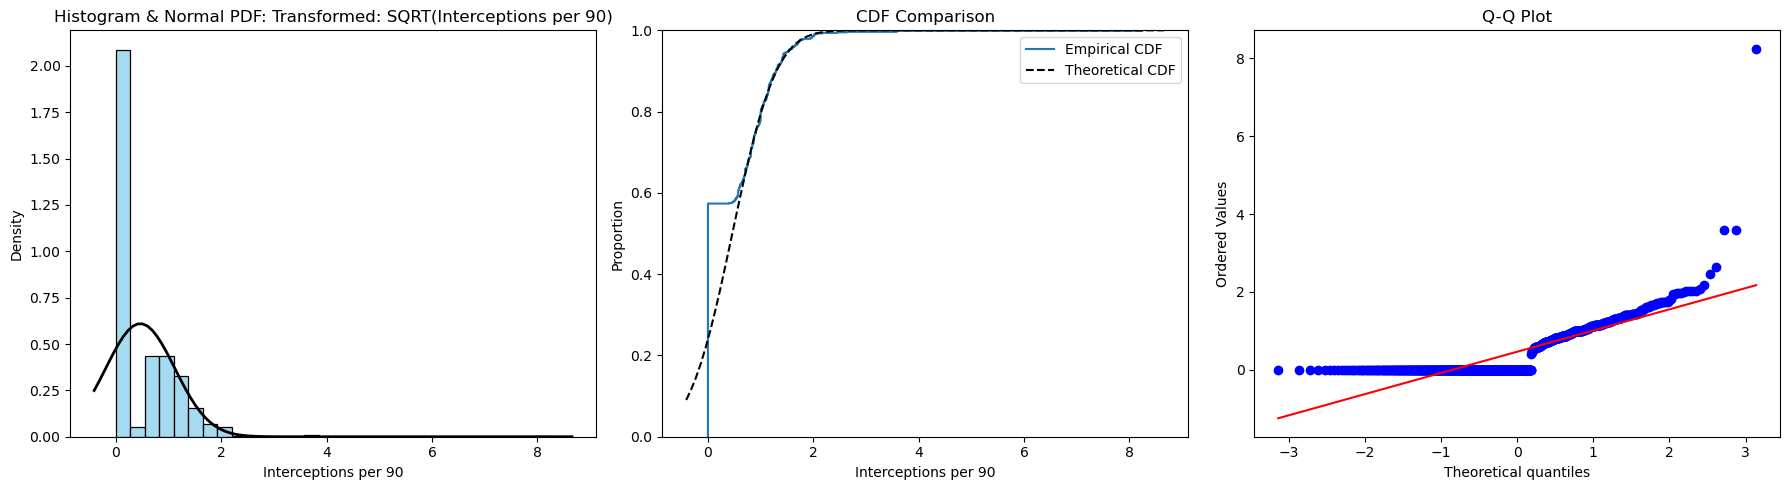 Histogram & Normal PDF: Transformed: SQRT(Interceptions per 90)
2.00
1.75
1.50
1.25
1.00
0.75
0.50
0.25
0.00
Density
0 2 4 6 8
Interceptions per 90
CDF Comparison
Empirical CDF
Theoretical CDF
1.0
0.8
0.6
0.4
0.2
0.0
Proportion
0 2 4 6 8
Interceptions per 90
Q-Q Plot
8
6
4
2
0
Ordered Values
−3 −2 −1 0 1 2 3
Theoretical quantiles